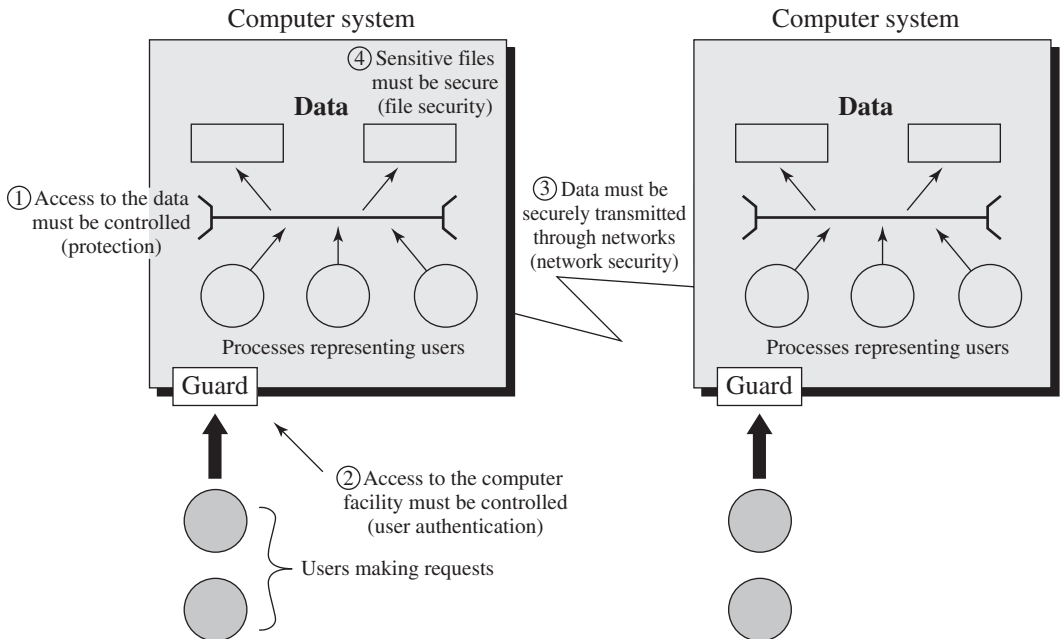 Computer system
④ Sensitive files
must be secure
(file security)
Data
① Access to the data
must be controlled
(protection)
Processes representing users
Guard
② Access to the computer
facility must be controlled
(user authentication)
Users making requests
③ Data must be
securely transmitted
through networks
(network security)
Computer system
Data
Processes representing users
Guard